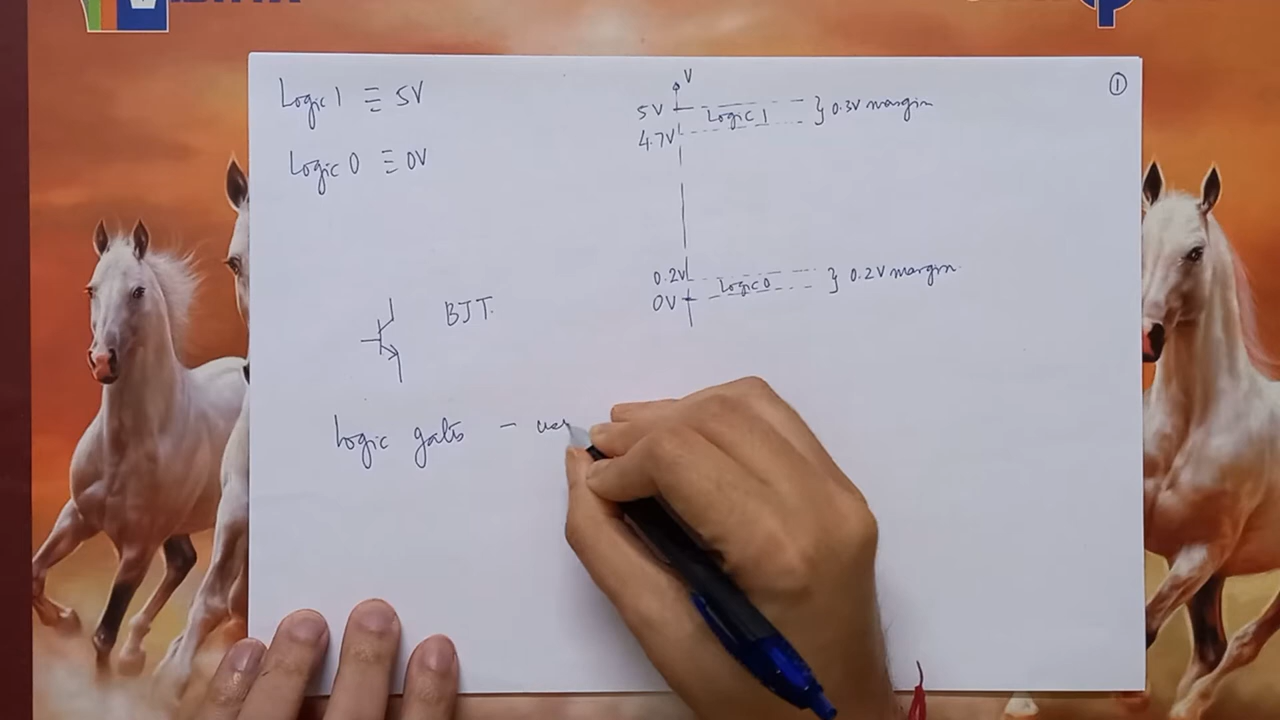 Logic 1 ≡ 5V
Logic 0 ≡ 0V
BJT.
Logic gates -
V
5V
Logic 1
} 0.3V margin
4.7V
0.2V
Logic 0
} 0.2V margin.
0V
1